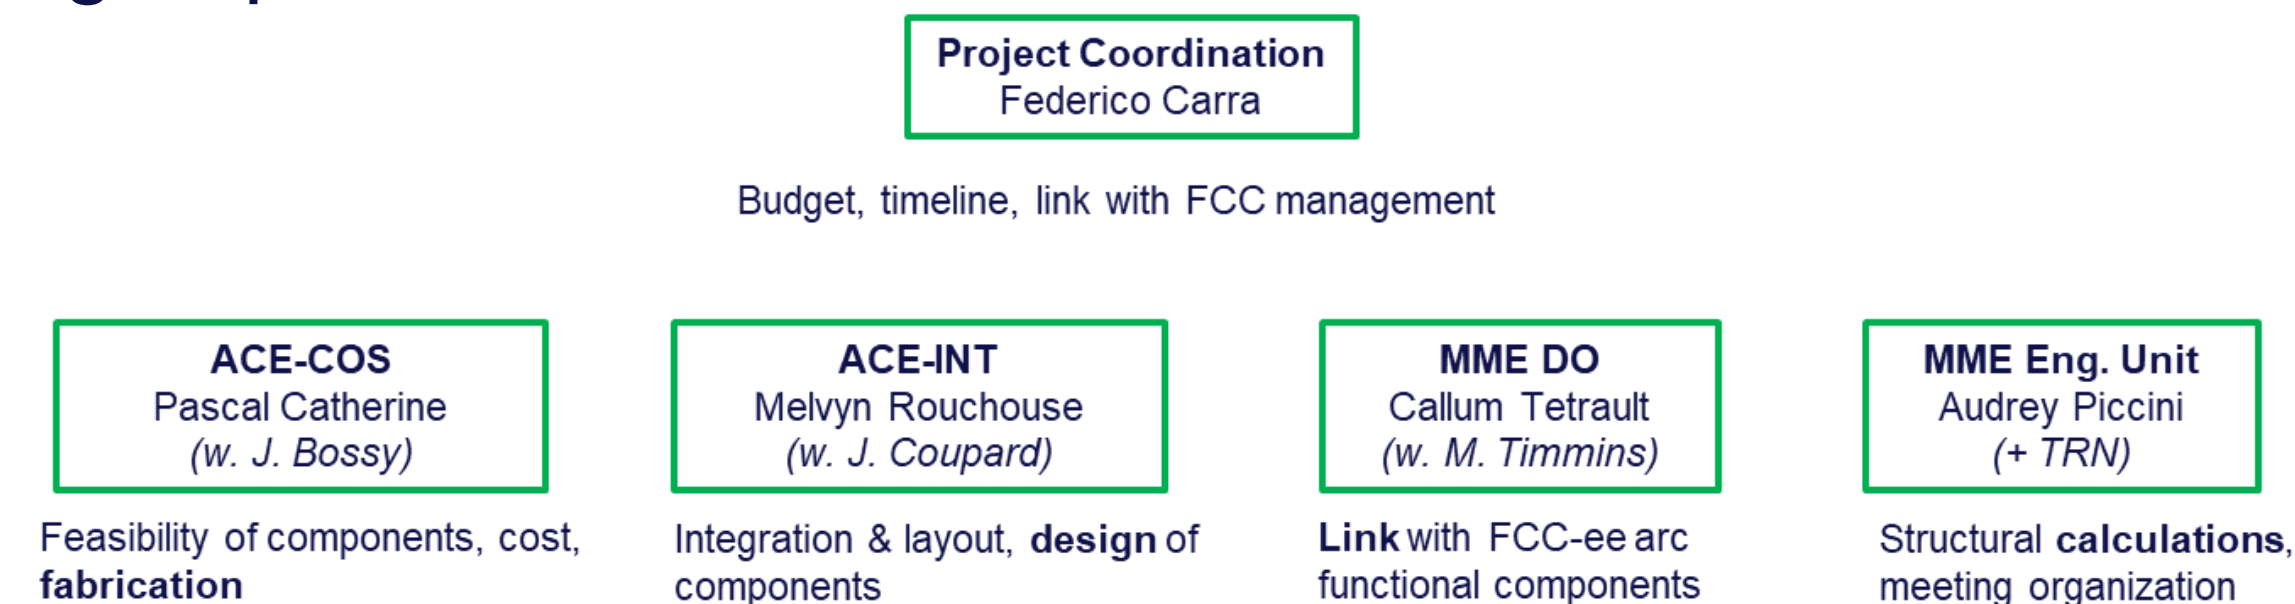 Project Coordination
Federico Carra
Budget, timeline, link with FCC management
ACE-COS
Pascal Catherine
(w. J. Bossy)
Feasibility of components, cost,
fabrication
ACE-INT
Melvyn Rouchouse
(w. J. Coupard)
Integration & layout, design of
components
MME DO
Callum Tetrault
(w. M. Timmins)
Link with FCC-ee arc
functional components
MME Eng. Unit
Audrey Piccini
(+ TRN)
Structural calculations,
meeting organization